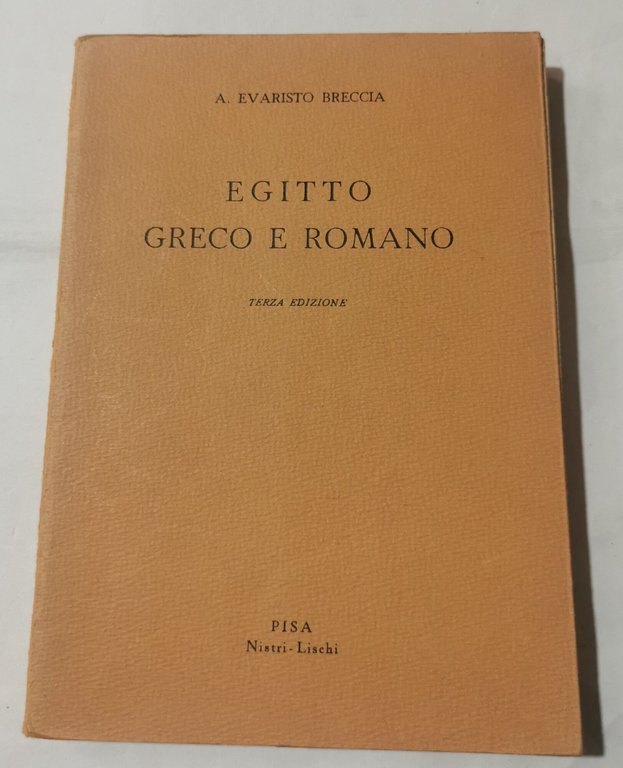 A. EVARISTO BRECCIA
EGITTO
GRECO E ROMANO
TERZA EDIZIONE
PISA
Nistri-Lischi